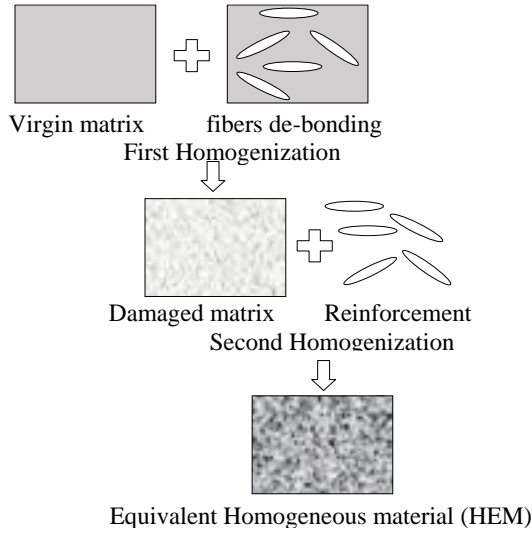 Virgin matrix fibers de-bonding
First Homogenization
Damaged matrix Reinforcement
Second Homogenization
Equivalent Homogeneous material (HEM)